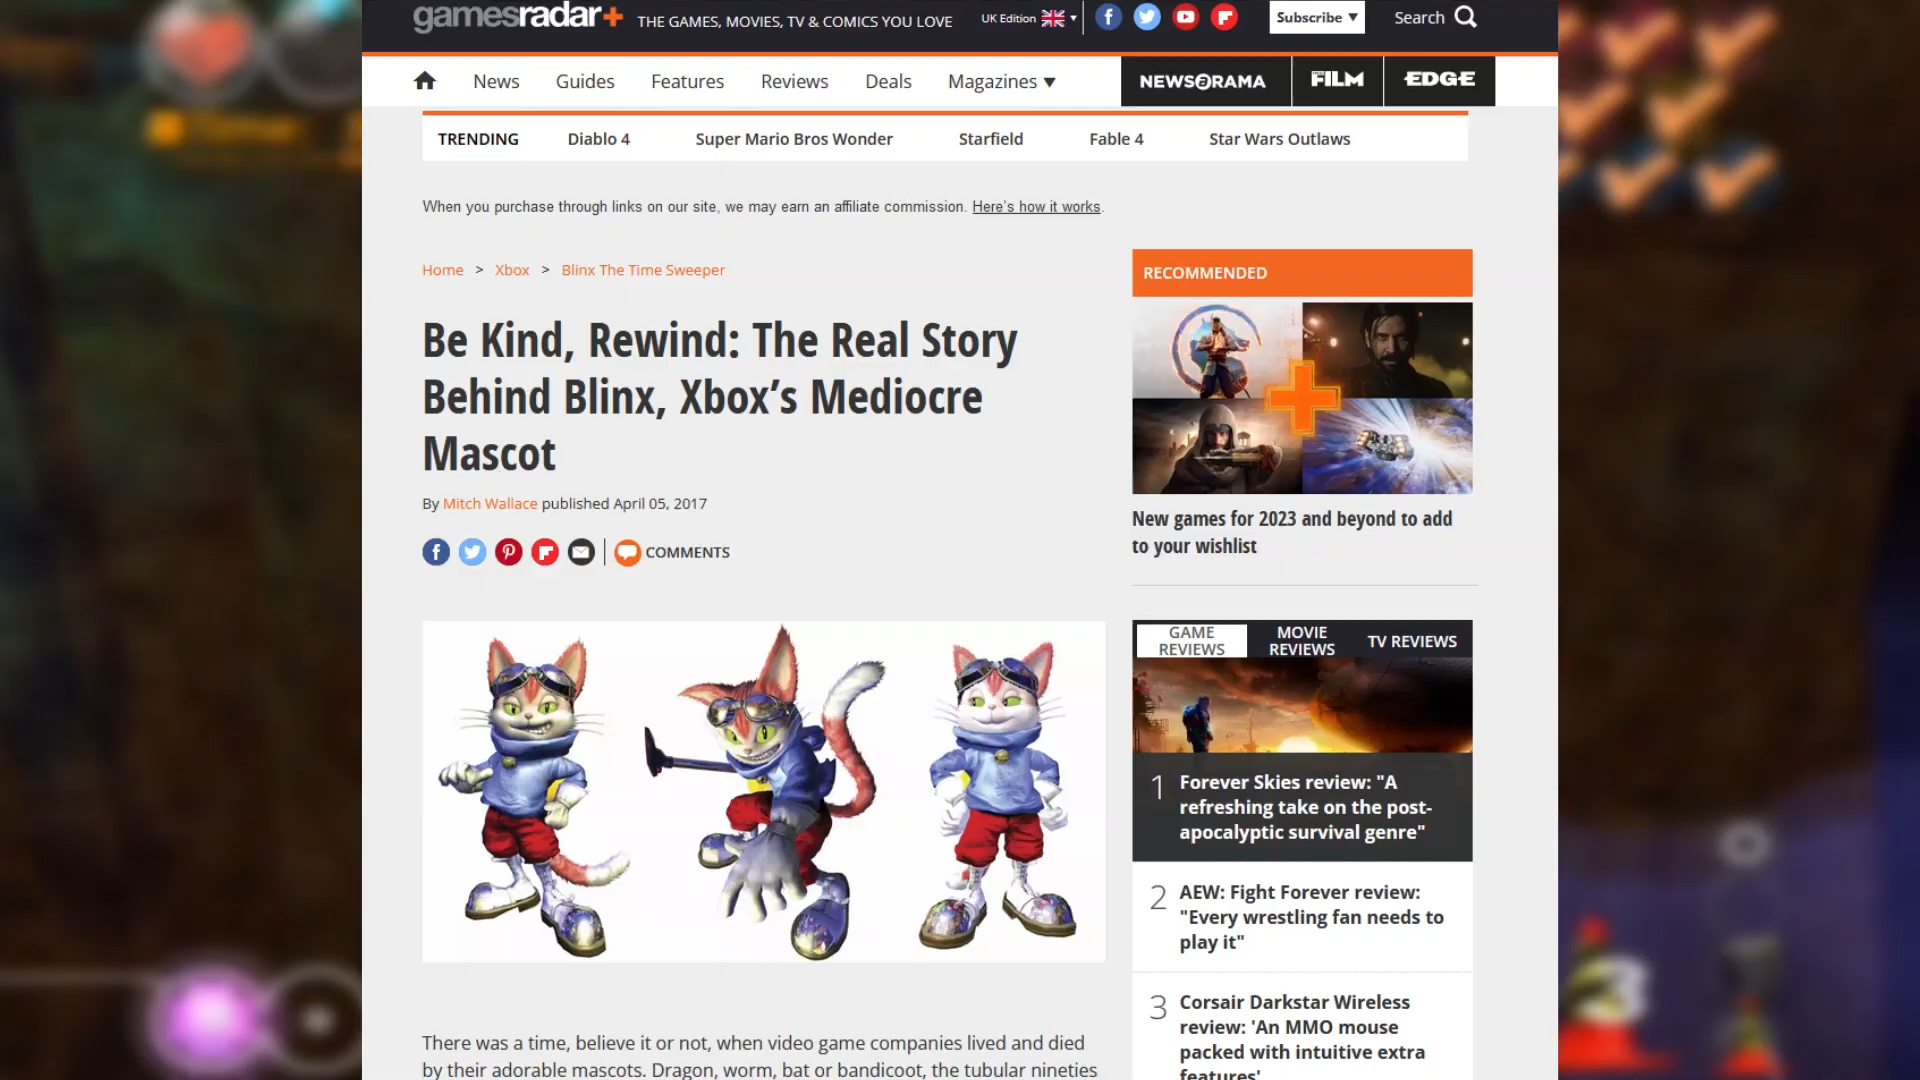 gamesradar+ THE GAMES, MOVIES, TV & COMICS YOU LOVE UK Edition Subscribe ▼ Search
News Guides Features Reviews Deals Magazines ▼ NEWSARAMA FILM EDGE
TRENDING Diablo 4 Super Mario Bros Wonder Starfield Fable 4 Star Wars Outlaws
When you purchase through links on our site, we may earn an affiliate commission. Here's how it works.
Home > Xbox > Blinx The Time Sweeper
Be Kind, Rewind: The Real Story
Behind Blinx, Xbox's Mediocre
Mascot
By Mitch Wallace published April 05, 2017
COMMENTS
There was a time, believe it or not, when video game companies lived and died
by their adorable mascots. Dragon, worm, bat or bandicoot, the tubular nineties
RECOMMENDED
New games for 2023 and beyond to add
to your wishlist
GAME
REVIEWS
MOVIE
REVIEWS
TV REVIEWS
1 Forever Skies review: "A
refreshing take on the post-
apocalyptic survival genre"
2 AEW: Fight Forever review:
"Every wrestling fan needs to
play it"
3 Corsair Darkstar Wireless
review: 'An MMO mouse
packed with intuitive extra
features'